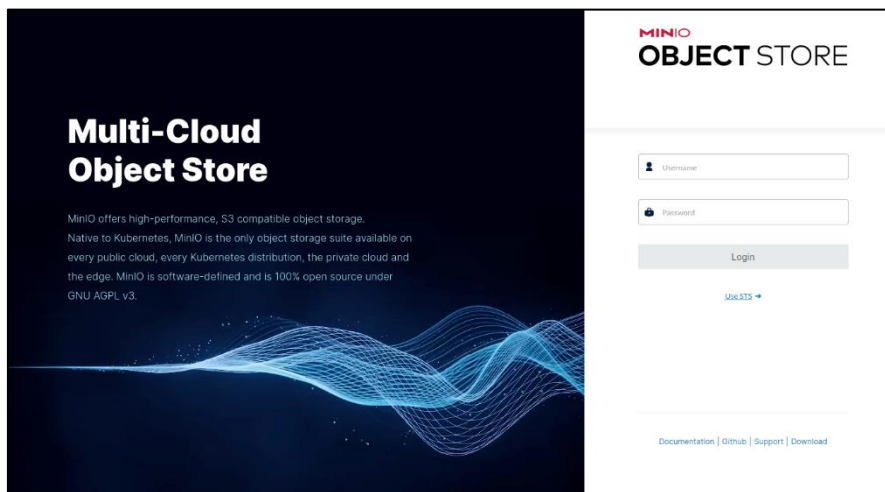 Multi-Cloud
Object Store
MinIO offers high-performance, S3 compatible object storage.
Native to Kubernetes, MinIO is the only object storage suite available on
every public cloud, every Kubernetes distribution, the private cloud and
the edge. MinIO is software-defined and is 100% open source under
GNU AGPL v3.
MINIO
OBJECT STORE
Username
Password
Login
Use STS ➔
Documentation | Github | Support | Download